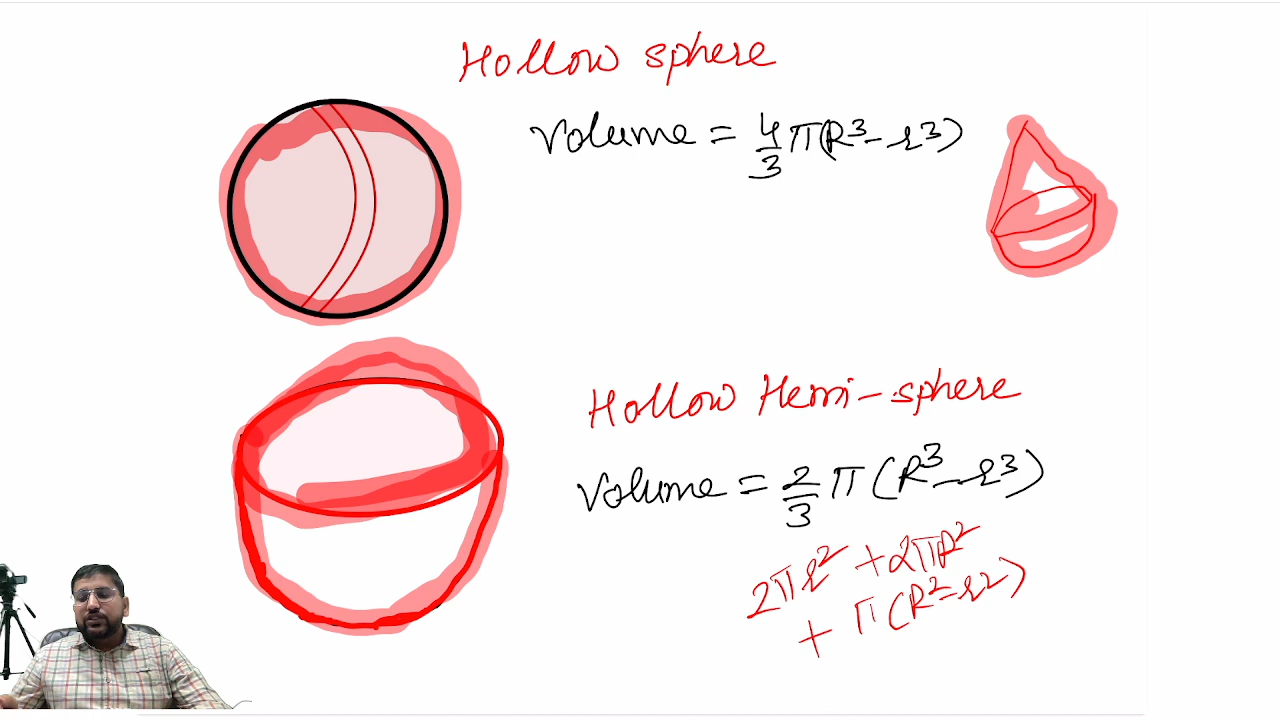 Hollow sphere
Volume = 4/3 π(R³ - r³)
Hollow Hemi-sphere
Volume = 2/3 π (R³ - r³)
2πr² + 2πR²
+ π(R² - r²)